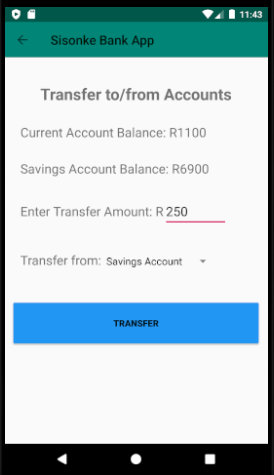 11:43
Sisonke Bank App
Transfer to/from Accounts
Current Account Balance: R1100
Savings Account Balance: R6900
Enter Transfer Amount: R 250
Transfer from: Savings Account
TRANSFER